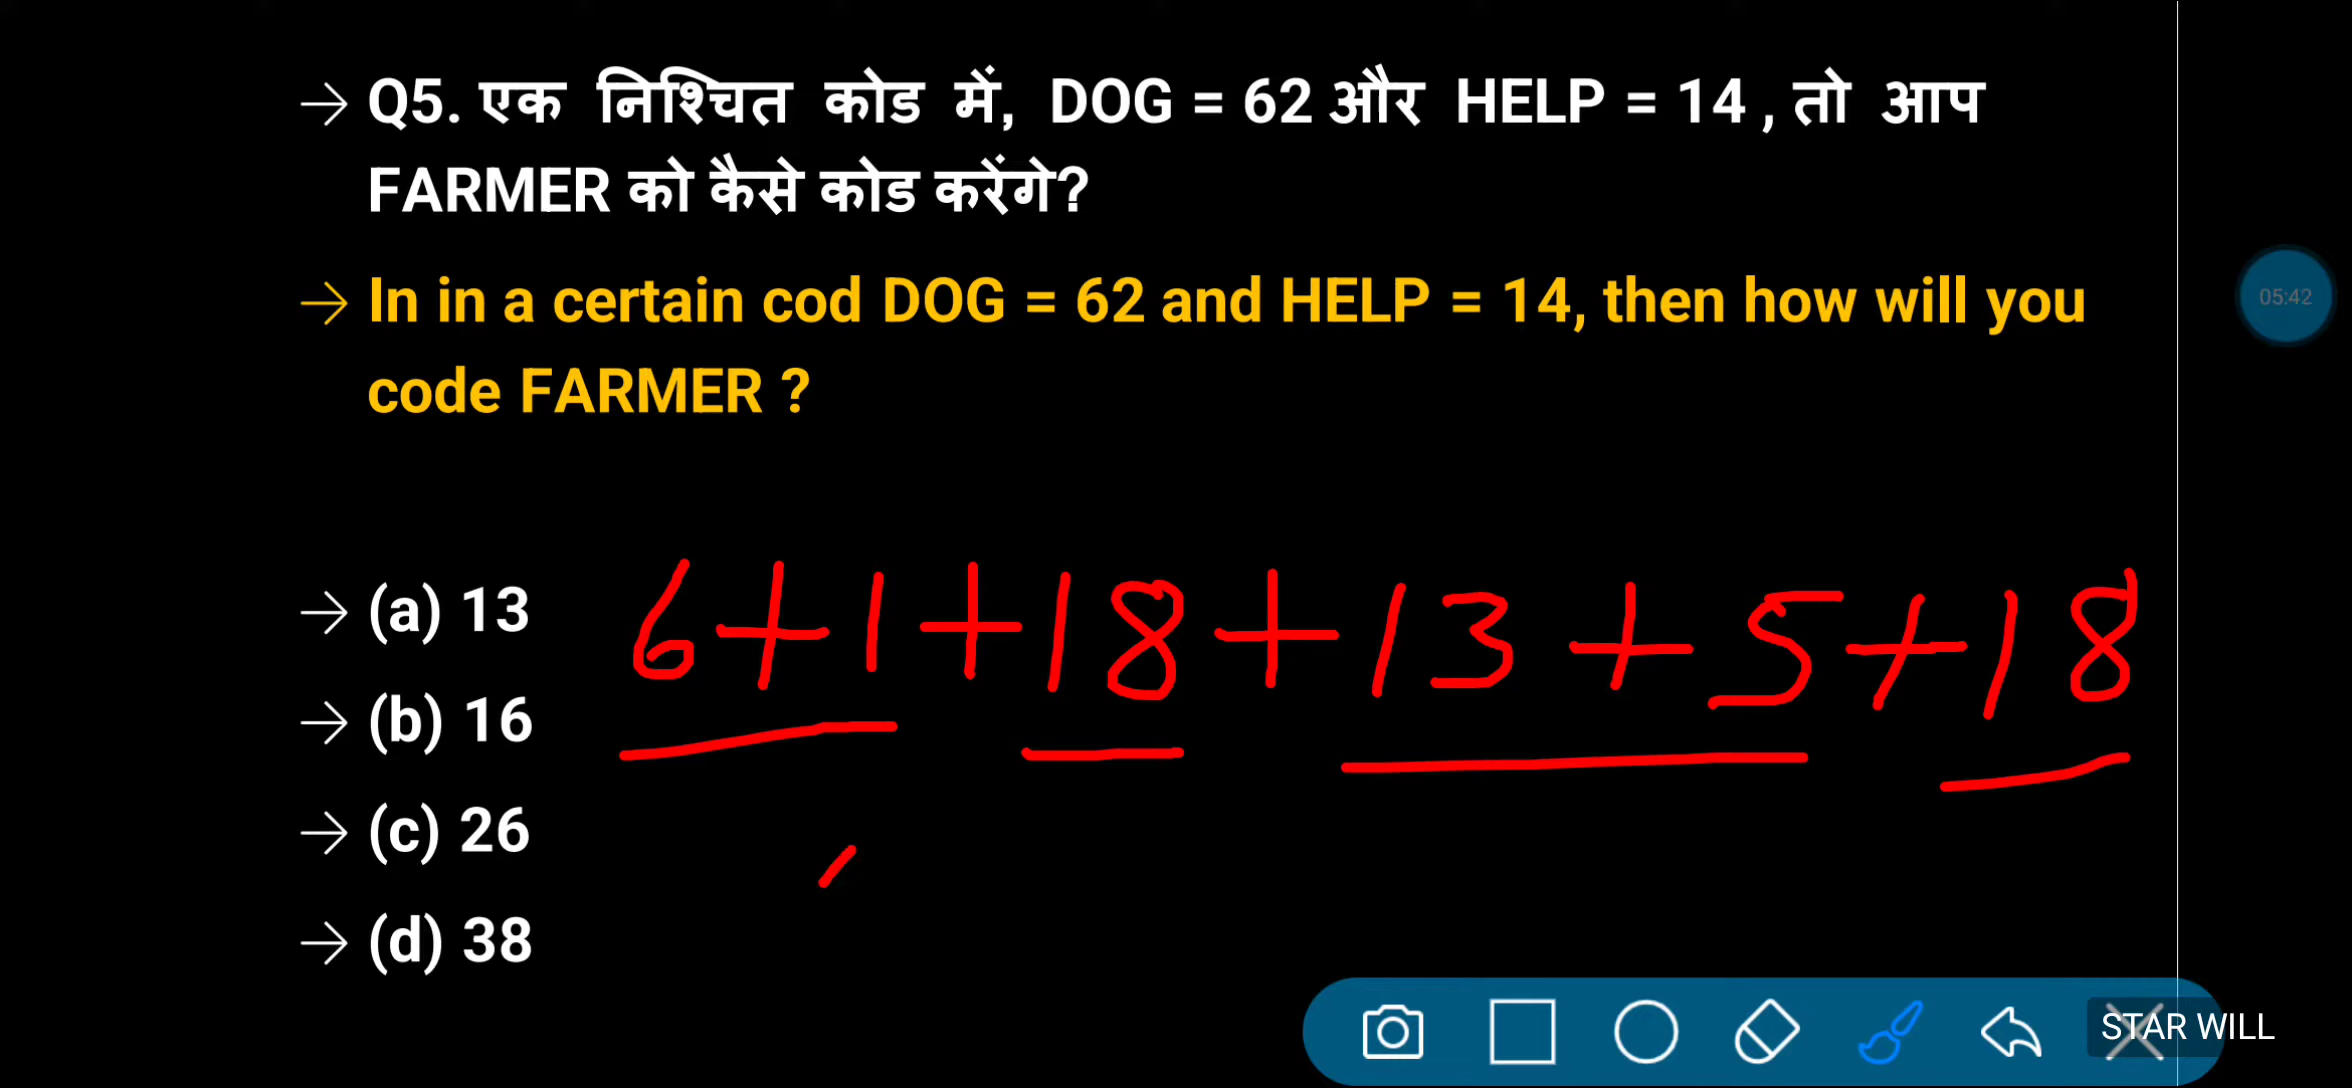 → Q5. एक निश्चित कोड में, DOG = 62 और HELP = 14 , तो आप
FARMER को कैसे कोड करेंगे?
→ In in a certain cod DOG = 62 and HELP = 14, then how will you
code FARMER ?
05:42
→ (a) 13
6+1+18+13+5+18
→ (b) 16
→ (c) 26
→ (d) 38
STAR WILL